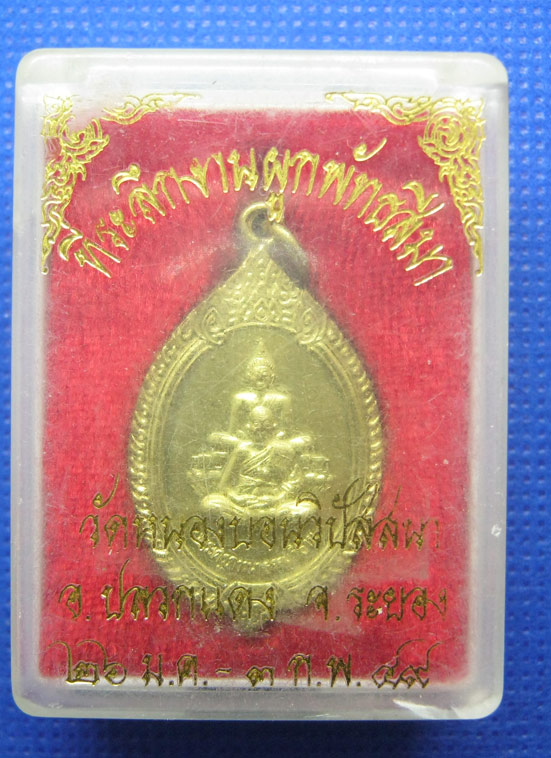 ที่ระลึกงานผูกพัทธสีมา
วัดหนองบอนวิปัสสนา
อ.ปลวกแดง จ.ระยอง
๒๖ ม.ค.-๓ ก.พ. ๔๙